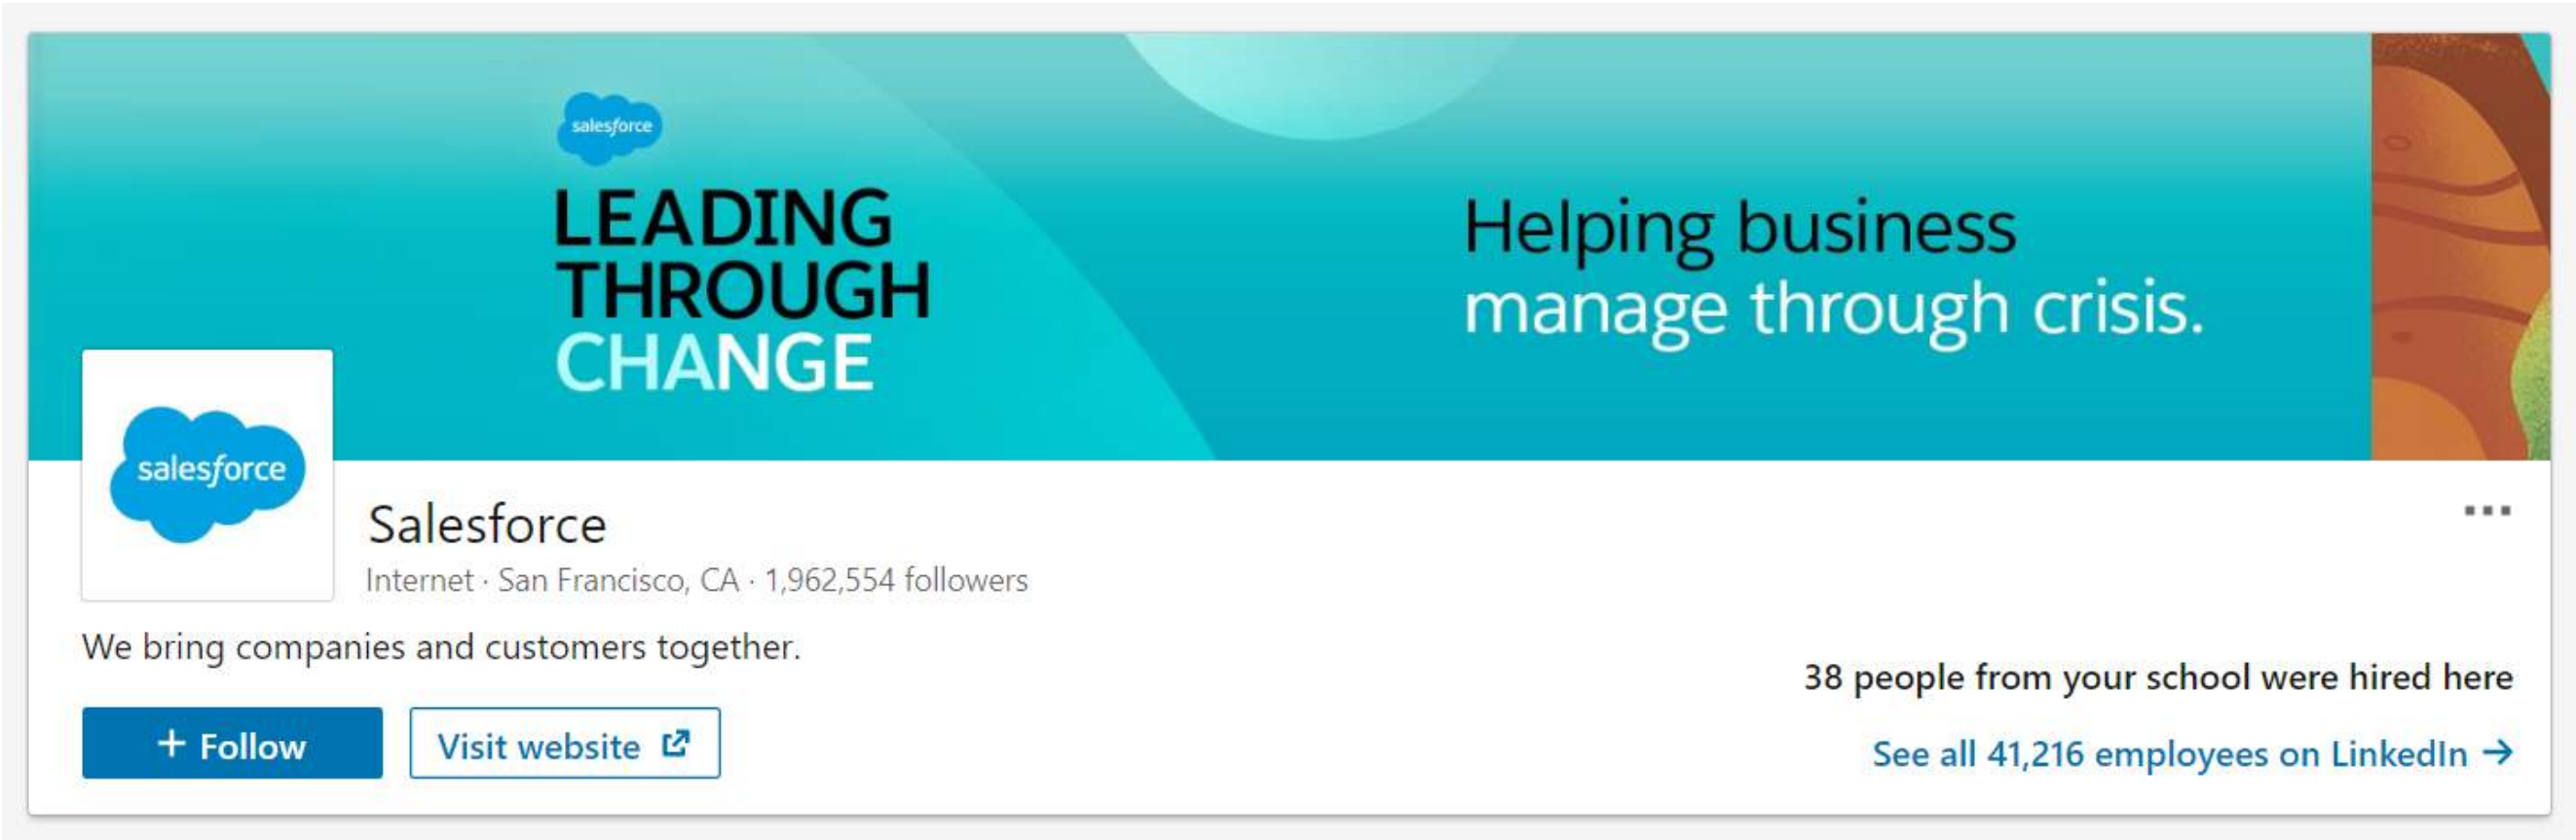 salesforce
LEADING
THROUGH
CHANGE
Helping business
manage through crisis.
salesforce
Salesforce
Internet · San Francisco, CA · 1,962,554 followers
We bring companies and customers together.
38 people from your school were hired here
+ Follow
Visit website
See all 41,216 employees on LinkedIn →